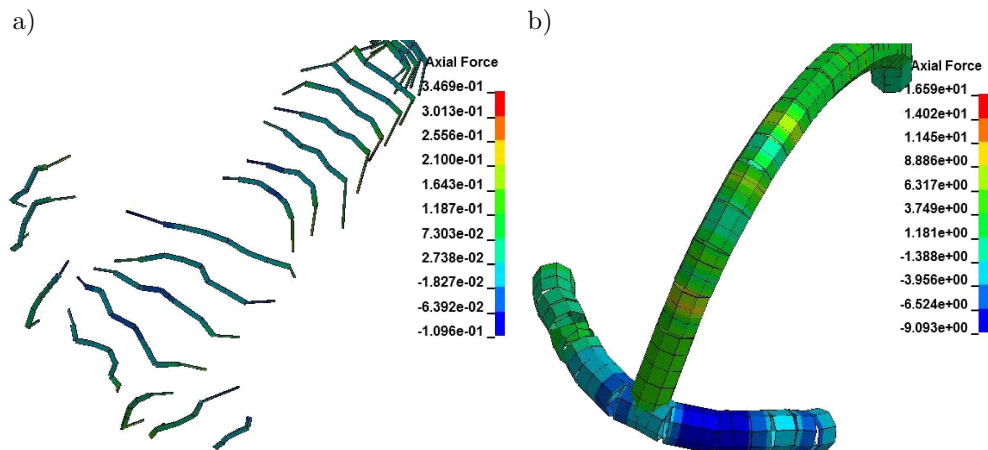 a)
b)
Axial Force
3.469e-01
3.013e-01
2.556e-01
2.100e-01
1.643e-01
1.187e-01
7.303e-02
2.738e-02
-1.827e-02
-6.392e-02
-1.096e-01
Axial Force
1.659e+01
1.402e+01
1.145e+01
8.886e+00
6.317e+00
3.749e+00
1.181e+00
-1.388e+00
-3.956e+00
-6.524e+00
-9.093e+00